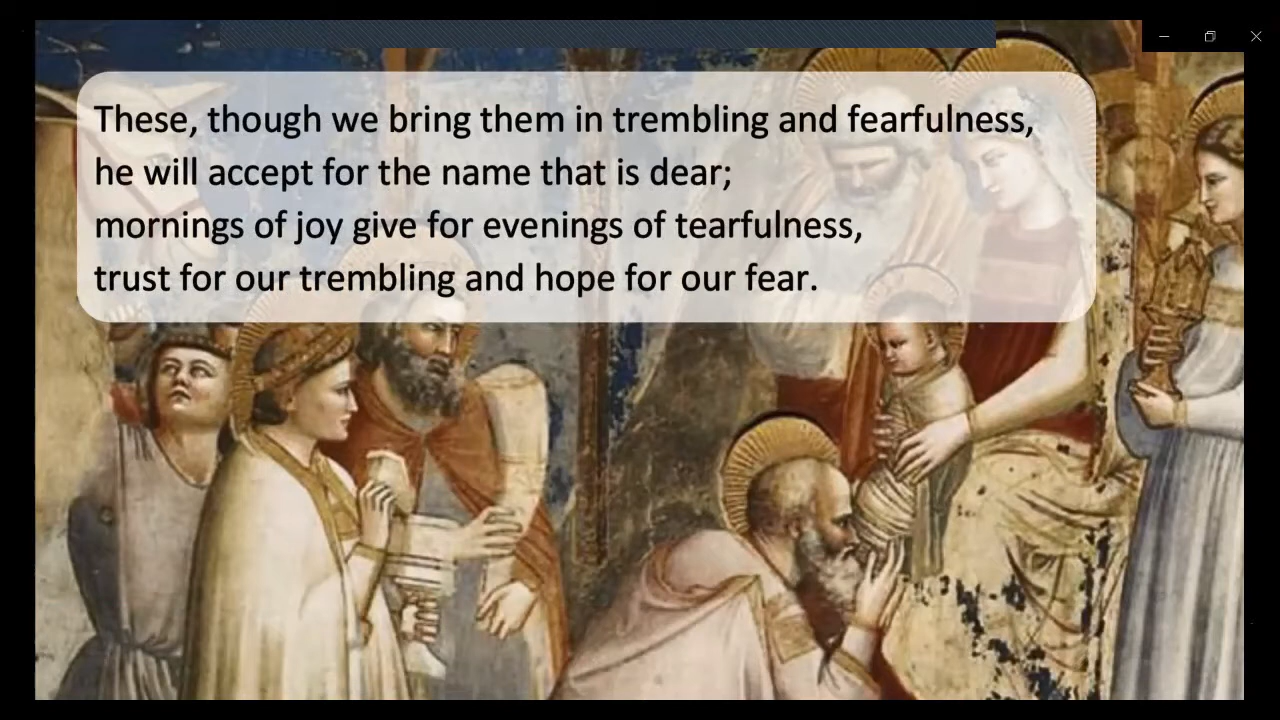 These, though we bring them in trembling and fearfulness,
he will accept for the name that is dear;
mornings of joy give for evenings of tearfulness,
trust for our trembling and hope for our fear.